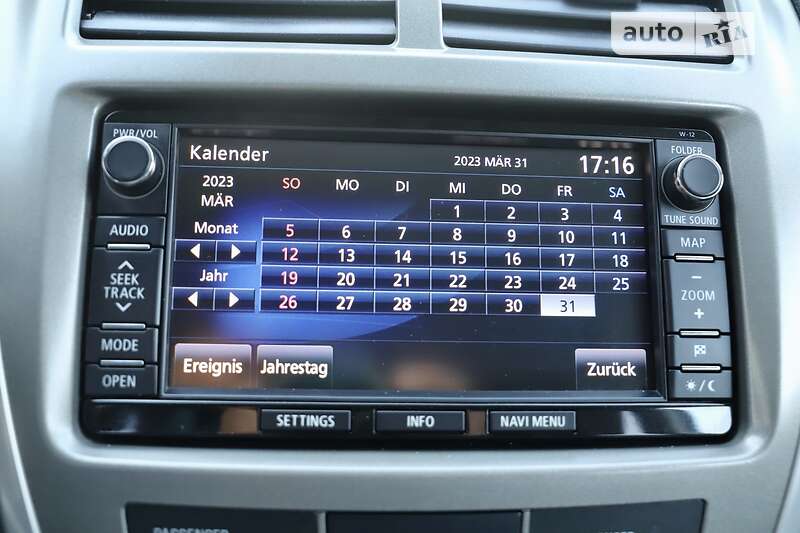 auto RIA
PWR/VOL
W-12
FOLDER
Kalender 2023 MÄR 31 17:16
2023 SO MO DI MI DO FR SA
MÄR
1 2 3 4
TUNE SOUND
Monat 5 6 7 8 9 10 11
AUDIO
MAP
12 13 14 15 16 17 18
SEEK
TRACK
Jahr 19 20 21 22 23 24 25
ZOOM
26 27 28 29 30 31
MODE
Ereignis Jahrestag Zurück
OPEN
SETTINGS INFO NAVI MENU
PASSENGER